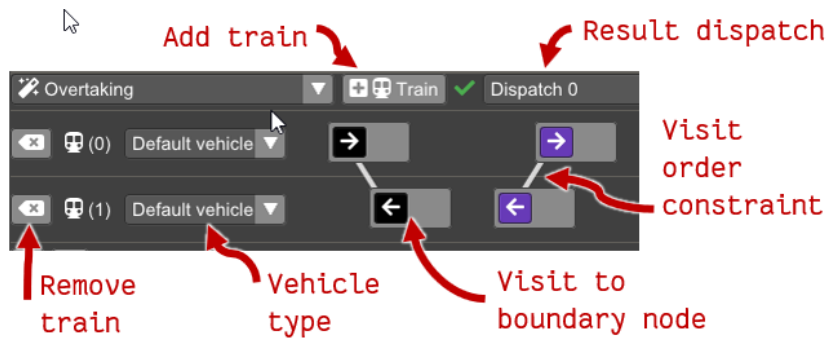 Add train
Result dispatch
Overtaking
Train
Dispatch 0
(0)
Default vehicle
Visit
order
constraint
(1)
Default vehicle
Remove
train
Vehicle
type
Visit to
boundary node